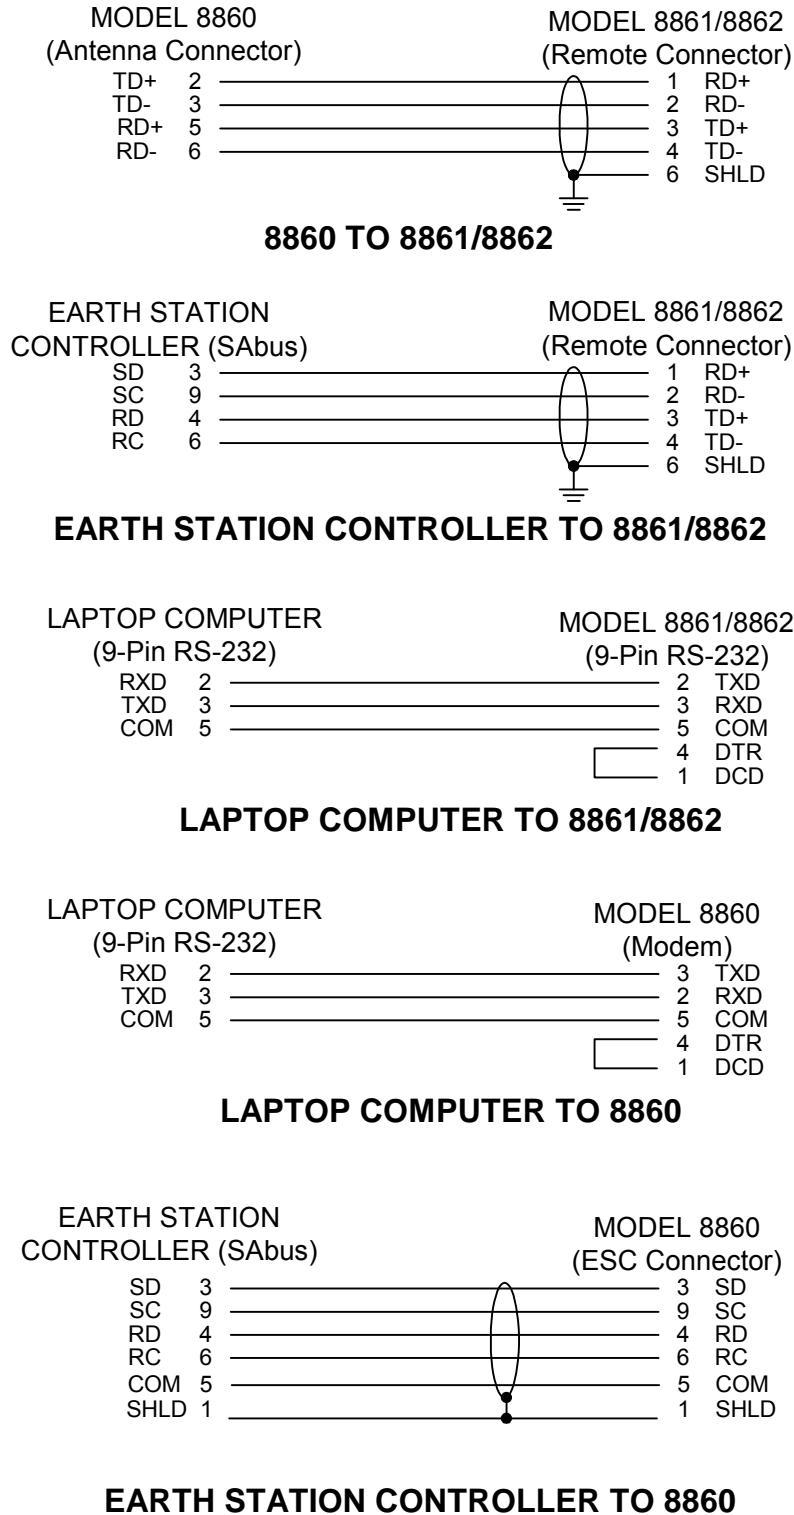 MODEL 8860 MODEL 8861/8862
(Antenna Connector) (Remote Connector)
TD+ 2 1 RD+
TD- 3 2 RD-
RD+ 5 3 TD+
RD- 6 4 TD-
6 SHLD
8860 TO 8861/8862
EARTH STATION MODEL 8861/8862
CONTROLLER (SAbus) (Remote Connector)
SD 3 1 RD+
SC 9 2 RD-
RD 4 3 TD+
RC 6 4 TD-
6 SHLD
EARTH STATION CONTROLLER TO 8861/8862
LAPTOP COMPUTER MODEL 8861/8862
(9-Pin RS-232) (9-Pin RS-232)
RXD 2 2 TXD
TXD 3 3 RXD
COM 5 5 COM
4 DTR
1 DCD
LAPTOP COMPUTER TO 8861/8862
LAPTOP COMPUTER MODEL 8860
(9-Pin RS-232) (Modem)
RXD 2 3 TXD
TXD 3 2 RXD
COM 5 5 COM
4 DTR
1 DCD
LAPTOP COMPUTER TO 8860
EARTH STATION MODEL 8860
CONTROLLER (SAbus) (ESC Connector)
SD 3 3 SD
SC 9 9 SC
RD 4 4 RD
RC 6 6 RC
COM 5 5 COM
SHLD 1 1 SHLD
EARTH STATION CONTROLLER TO 8860